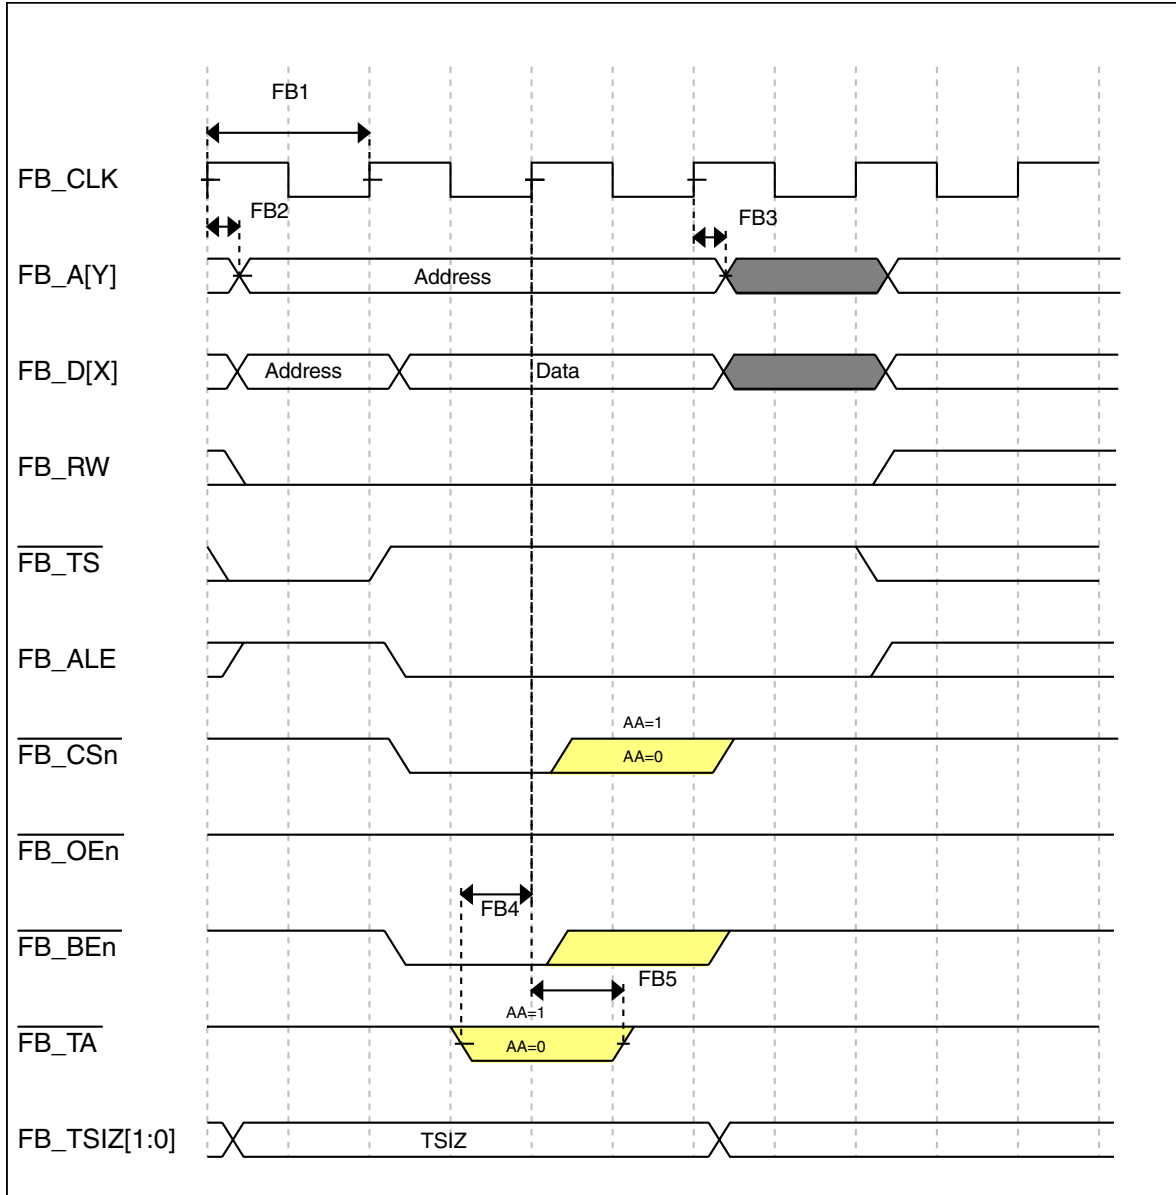 FB1
FB_CLK
FB2
FB3
FB_A[Y]
Address
FB_D[X]
Address
Data
FB_RW
FB_TS
FB_ALE
AA=1
FB_CSn
AA=0
FB_OEn
FB4
FB_BEn
FB5
AA=1
FB_TA
AA=0
FB_TSIZ[1:0]
TSIZ